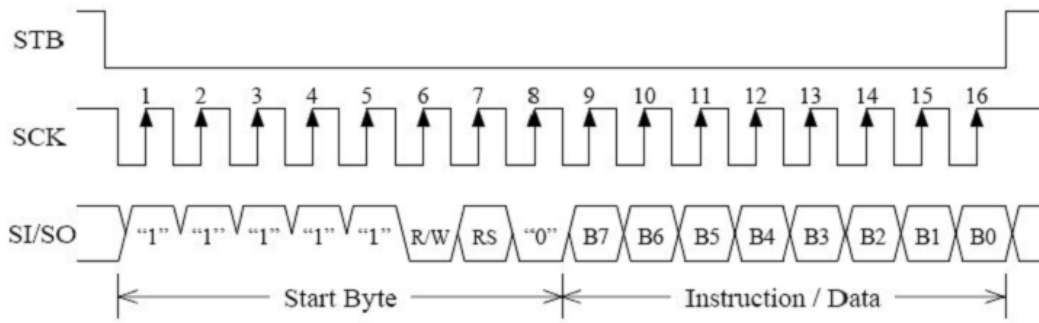 STB
1 2 3 4 5 6 7 8 9 10 11 12 13 14 15 16
SCK
SI/SO “1” “1” “1” “1” “1” R/W RS “0” B7 B6 B5 B4 B3 B2 B1 B0
Start Byte Instruction / Data